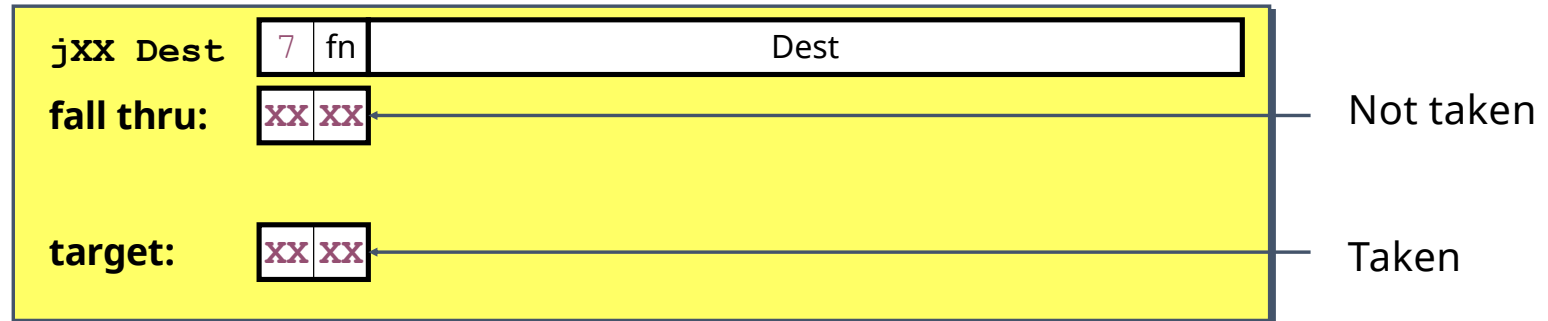 jXX Dest 7 fn Dest
fall thru: XX XX Not taken
target: XX XX Taken